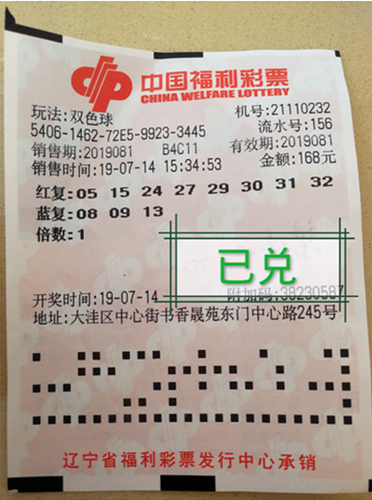 中国福利彩票
CHINA WELFARE LOTTERY
玩法:双色球 机号:21110232
5406-1462-72E5-9923-3445 流水号:156
销售期:2019081 B4C11 有效期:2019081
销售时间:19-07-14 15:34:53 金额:168元
红复:05 15 24 27 29 30 31 32
蓝复:08 09 13
倍数:1
已兑
开奖时间:19-07-14 附加码:38230587
地址:大洼区中心街书香晟苑东门中心路245号
辽宁省福利彩票发行中心承销